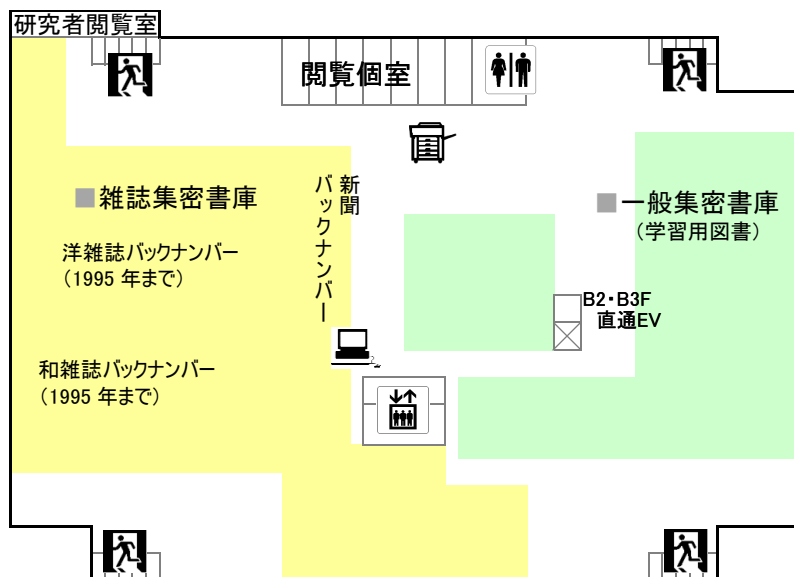 研究者閲覧室
閲覧個室
■雑誌集密書庫
新聞
バックナンバー
■一般集密書庫
（学習用図書）
洋雑誌バックナンバー
（1995 年まで）
B2・B3F
直通EV
和雑誌バックナンバー
（1995 年まで）